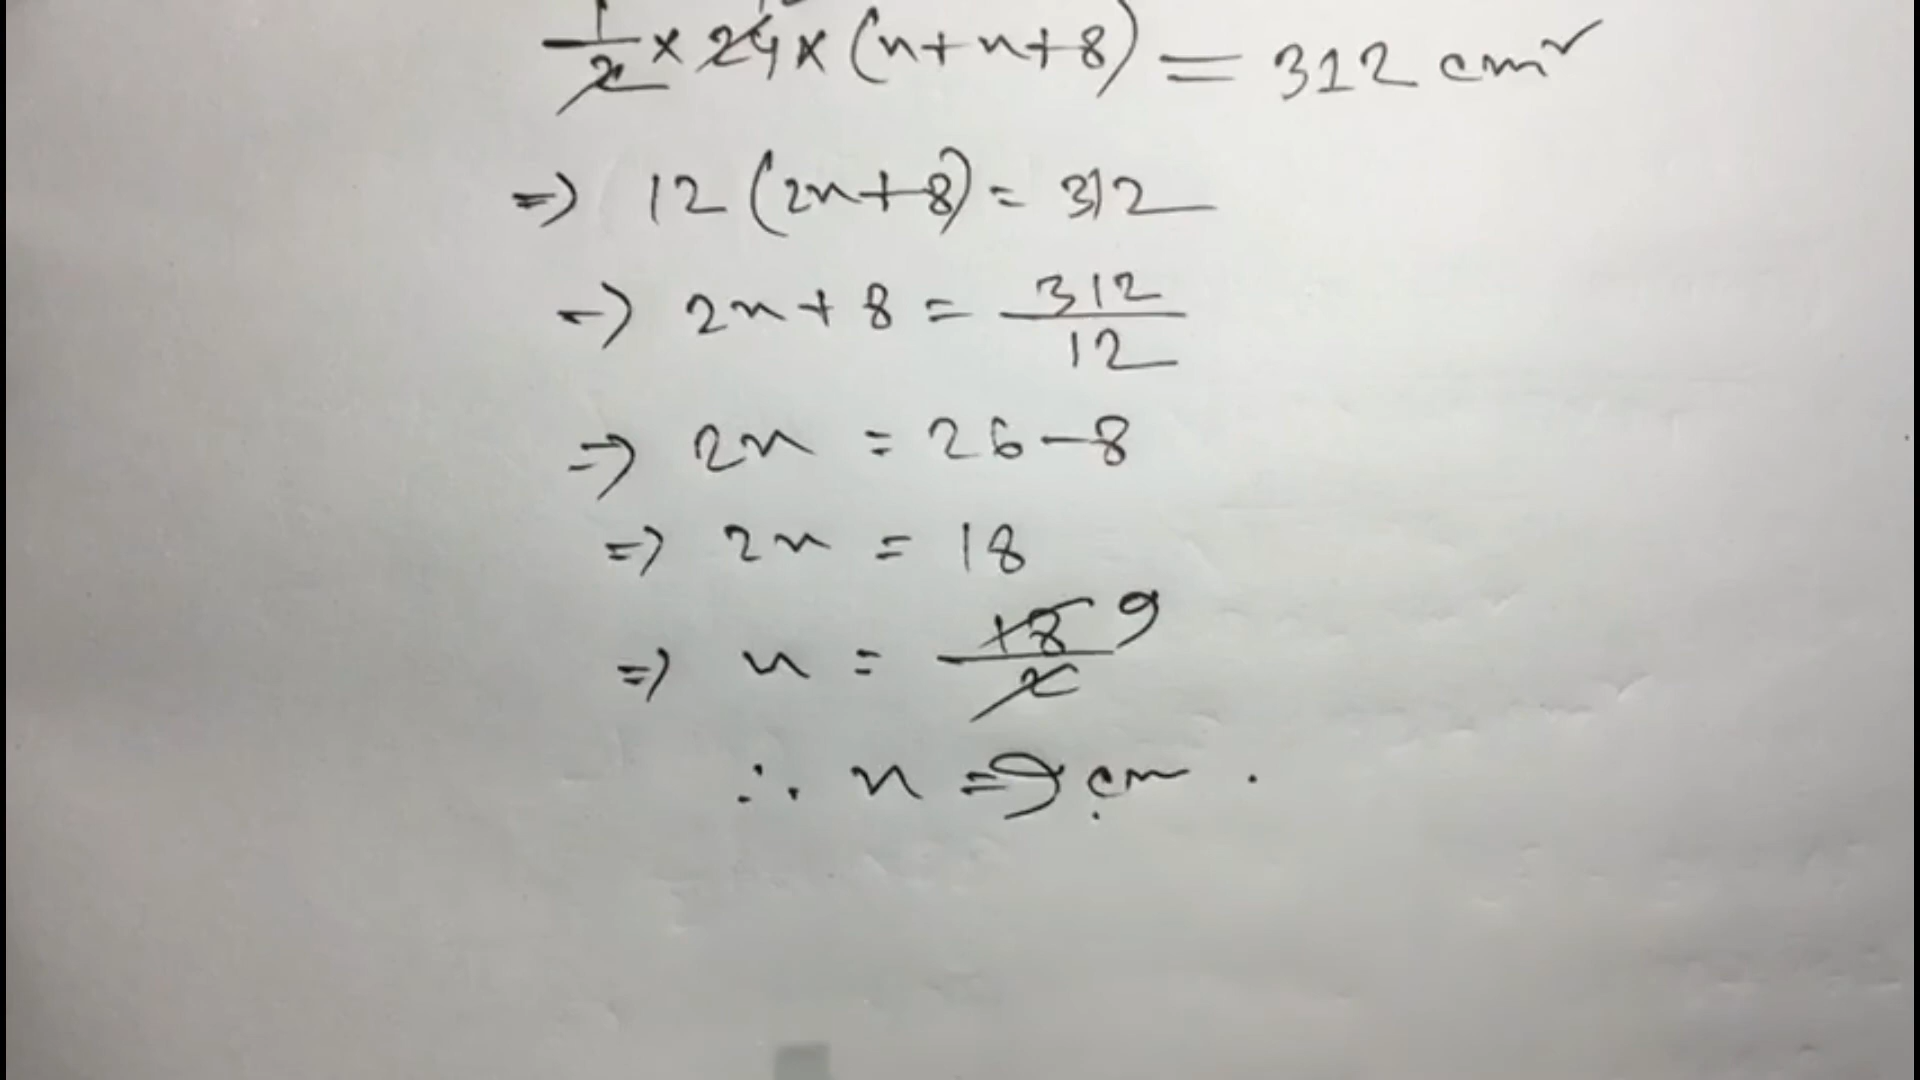 1/2 × 24 × (x+x+8) = 312 cm²
⇒ 12 (2x+8) = 312
⇒ 2x + 8 = 312/12
⇒ 2x = 26 - 8
⇒ 2x = 18
⇒ x = 18/2 9
∴ x = 9 cm.